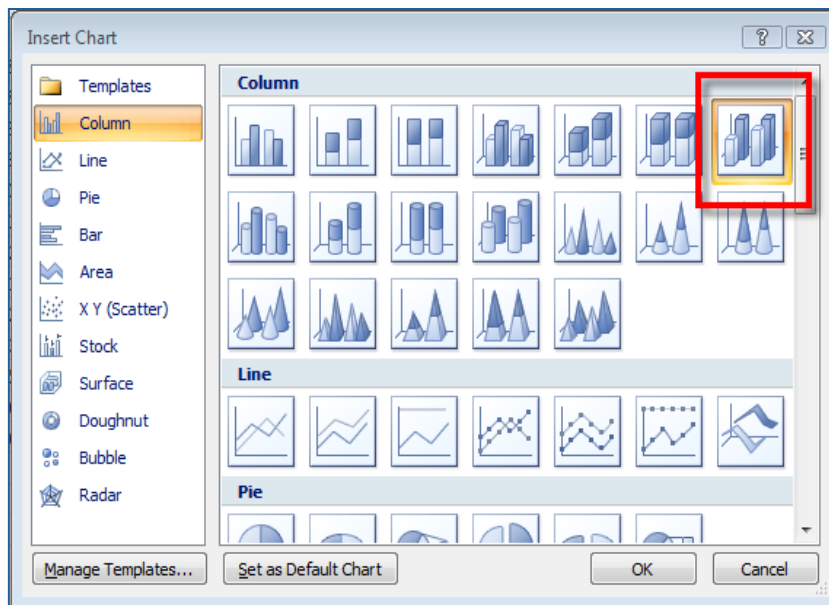 Insert Chart
Templates
Column
Line
Pie
Bar
Area
X Y (Scatter)
Stock
Surface
Doughnut
Bubble
Radar
Column
Line
Pie
Manage Templates...
Set as Default Chart
OK
Cancel